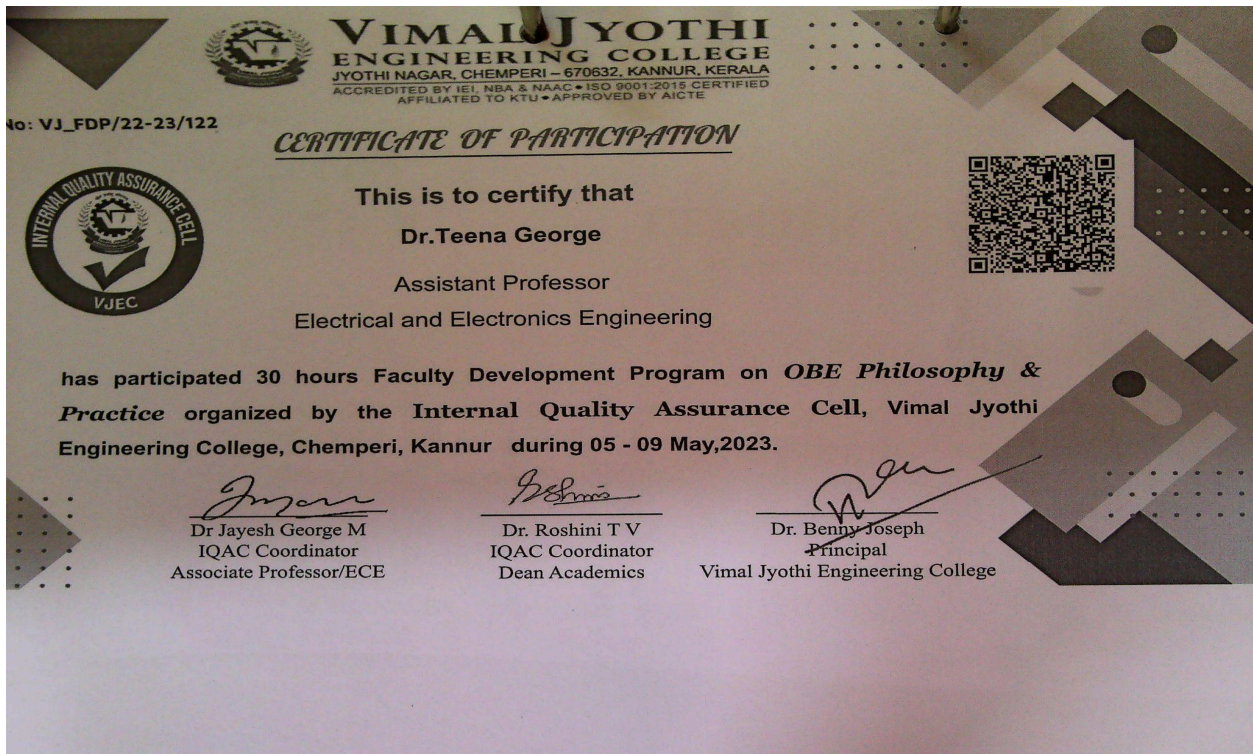 VIMAL JYOTHI
ENGINEERING COLLEGE
JYOTHI NAGAR, CHEMPERI – 670632, KANNUR, KERALA
ACCREDITED BY IEI, NBA & NAAC • ISO 9001:2015 CERTIFIED
AFFILIATED TO KTU • APPROVED BY AICTE
No: VJ_FDP/22-23/122
CERTIFICATE OF PARTICIPATION
INTERNAL QUALITY ASSURANCE CELL
VJEC
This is to certify that
Dr.Teena George
Assistant Professor
Electrical and Electronics Engineering
has participated 30 hours Faculty Development Program on OBE Philosophy &
Practice organized by the Internal Quality Assurance Cell, Vimal Jyothi
Engineering College, Chemperi, Kannur during 05 - 09 May,2023.
Dr Jayesh George M
IQAC Coordinator
Associate Professor/ECE
Dr. Roshini T V
IQAC Coordinator
Dean Academics
Dr. Benny Joseph
Principal
Vimal Jyothi Engineering College